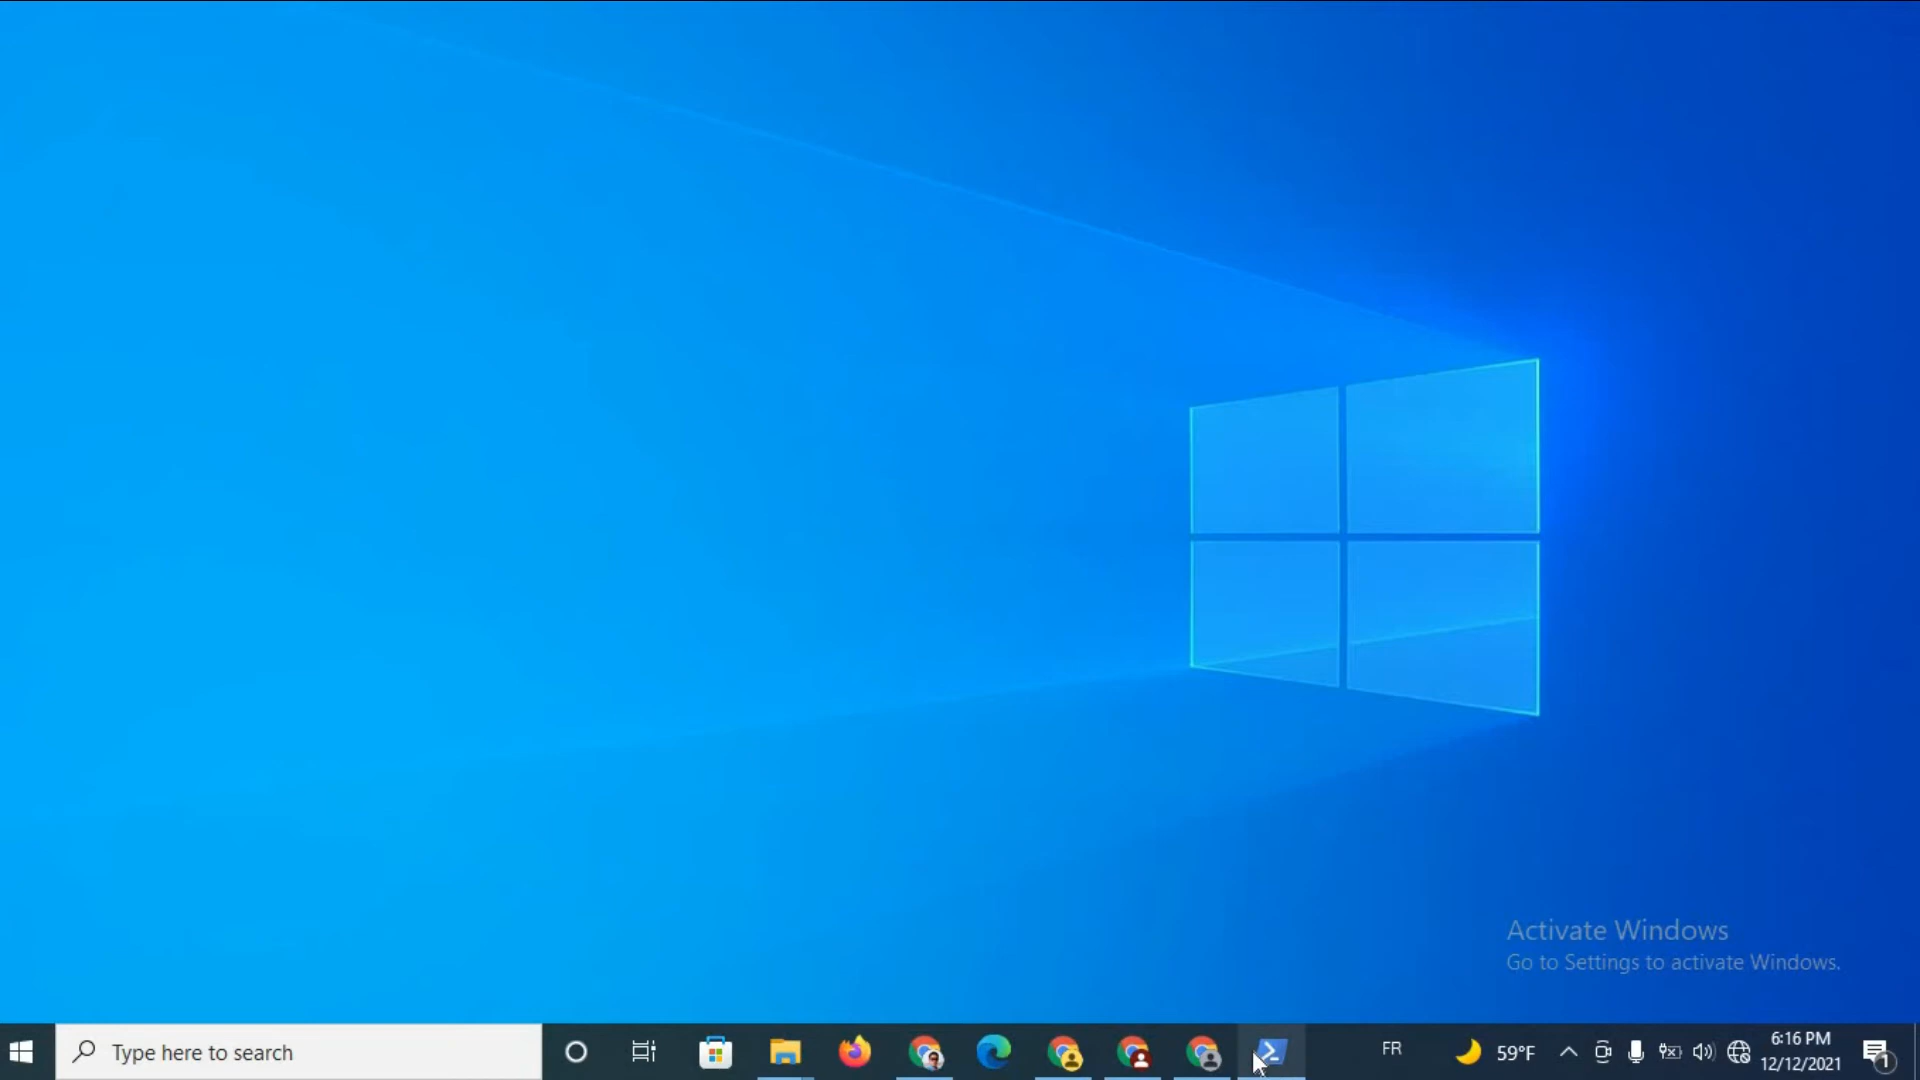 Activate Windows
Go to Settings to activate Windows.
Type here to search
FR
59°F
6:16 PM
12/12/2021
1